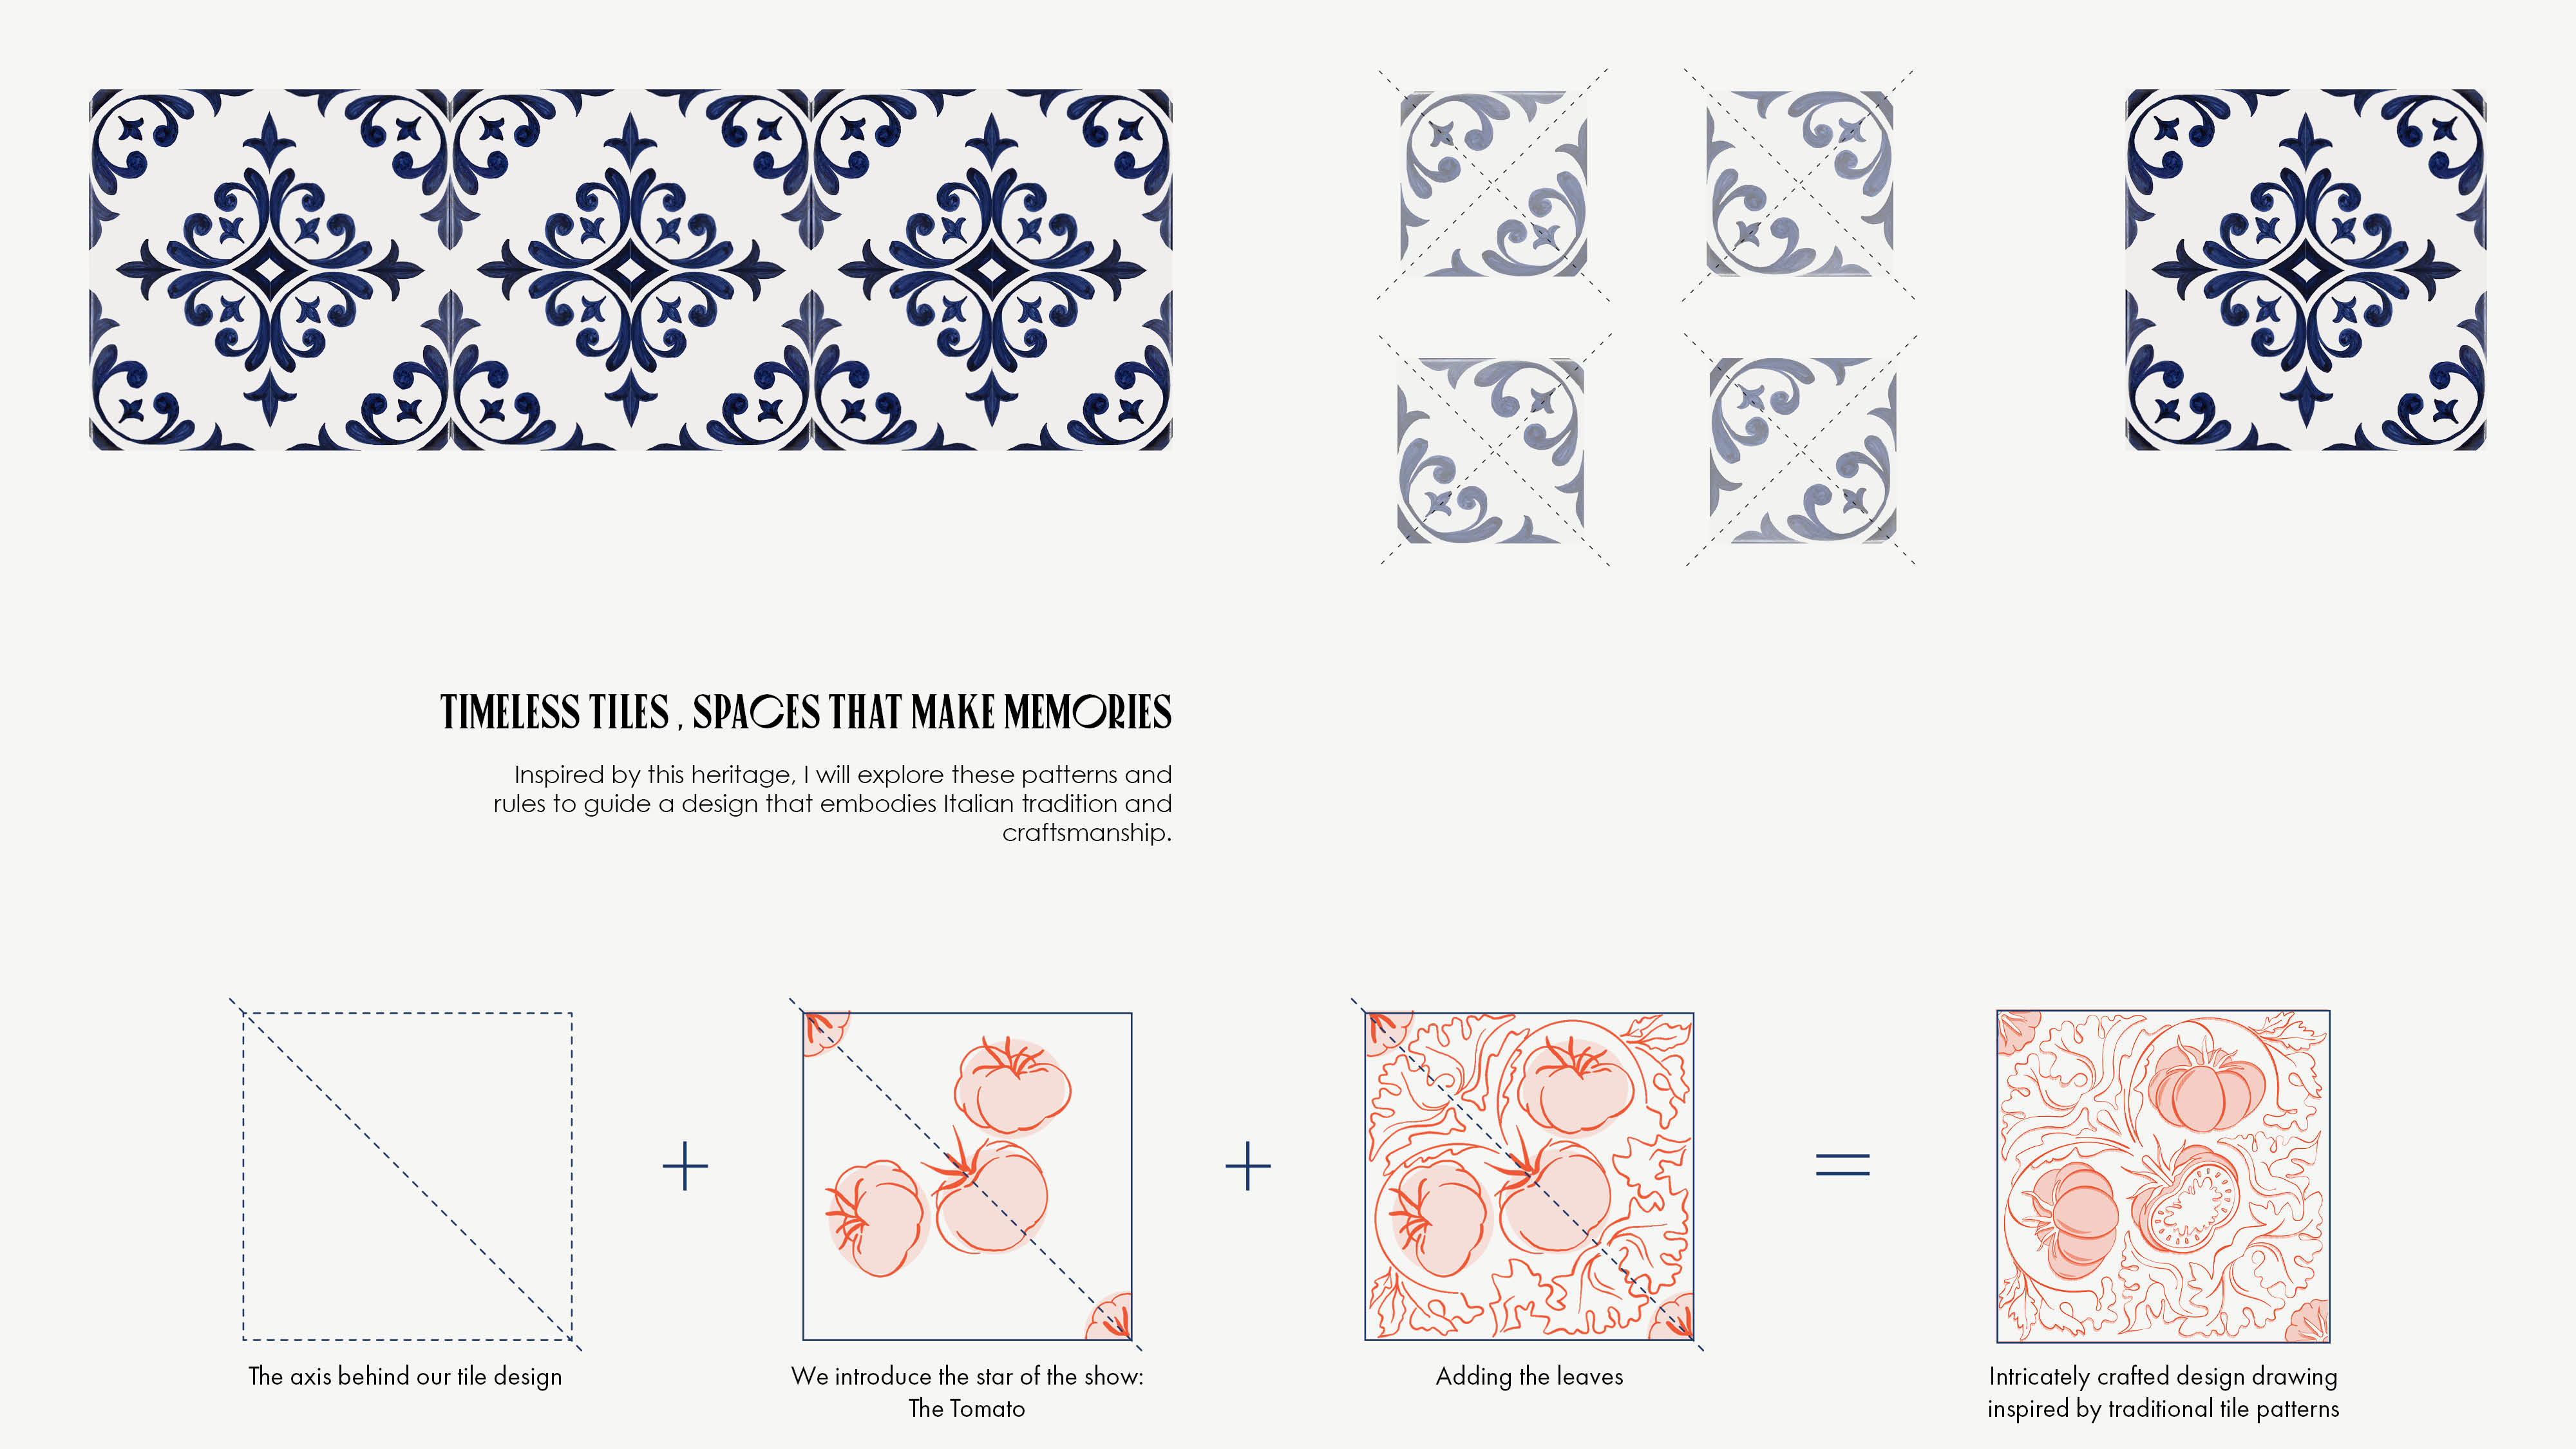 TIMELESS TILES , SPACES THAT MAKE MEMORIES
Inspired by this heritage, I will explore these patterns and
rules to guide a design that embodies Italian tradition and
craftsmanship.
The axis behind our tile design
We introduce the star of the show:
The Tomato
Adding the leaves
Intricately crafted design drawing
inspired by traditional tile patterns